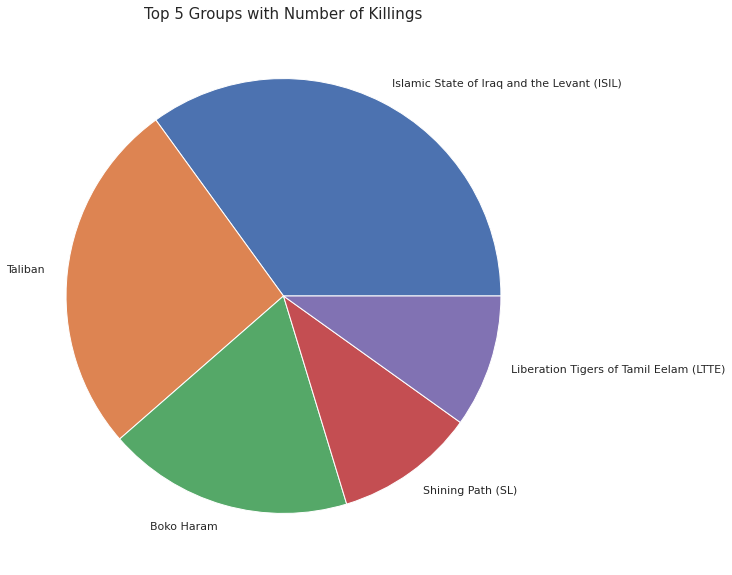 Top 5 Groups with Number of Killings
Islamic State of Iraq and the Levant (ISIL)
Taliban
Liberation Tigers of Tamil Eelam (LTTE)
Shining Path (SL)
Boko Haram